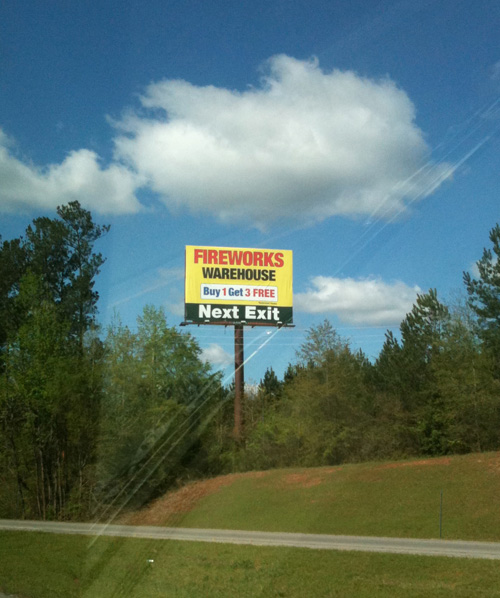 FIREWORKS
WAREHOUSE
Buy 1 Get 3 FREE
Next Exit